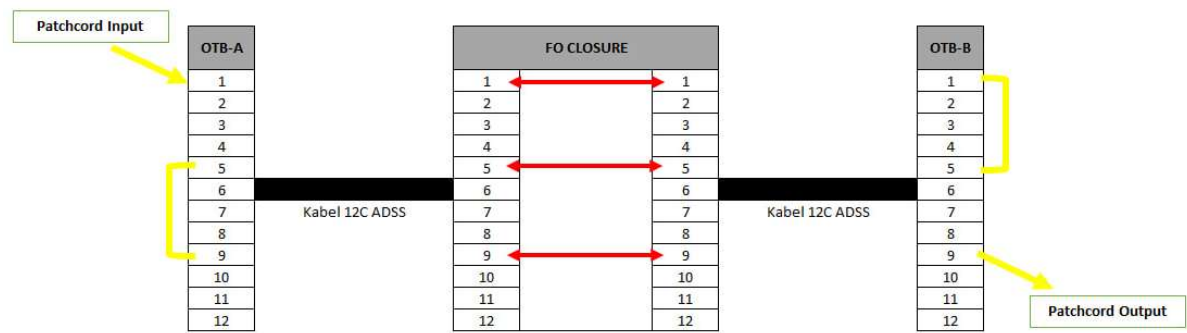 Patchcord Input
OTB-A FO CLOSURE OTB-B
1 1 1 1
2 2 2 2
3 3 3 3
4 4 4 4
5 5 5 5
6 6 6 6
7 Kabel 12C ADSS 7 7 Kabel 12C ADSS 7
8 8 8 8
9 9 9 9
10 10 10 10
11 11 11 11
12 12 12 12
Patchcord Output